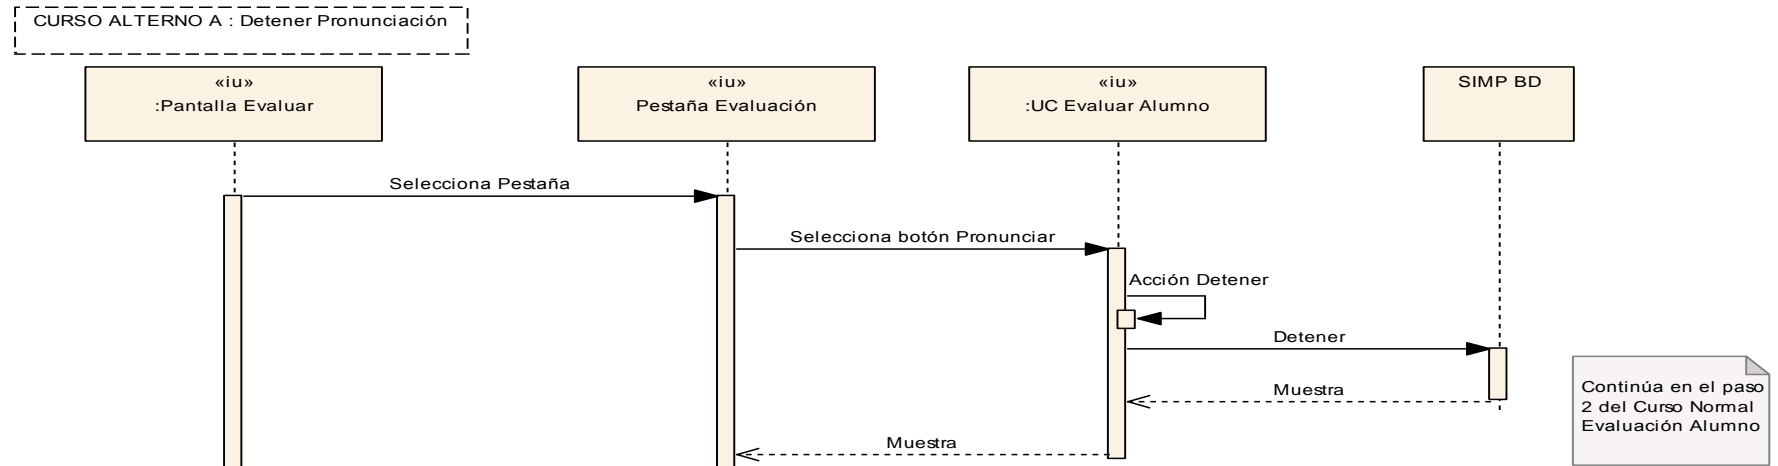 CURSO ALTERNO A : Detener Pronunciación
«iu»
:Pantalla Evaluar
«iu»
Pestaña Evaluación
«iu»
:UC Evaluar Alumno
SIMP BD
Selecciona Pestaña
Selecciona botón Pronunciar
Acción Detener
Detener
Muestra
Muestra
Continúa en el paso
2 del Curso Normal
Evaluación Alumno